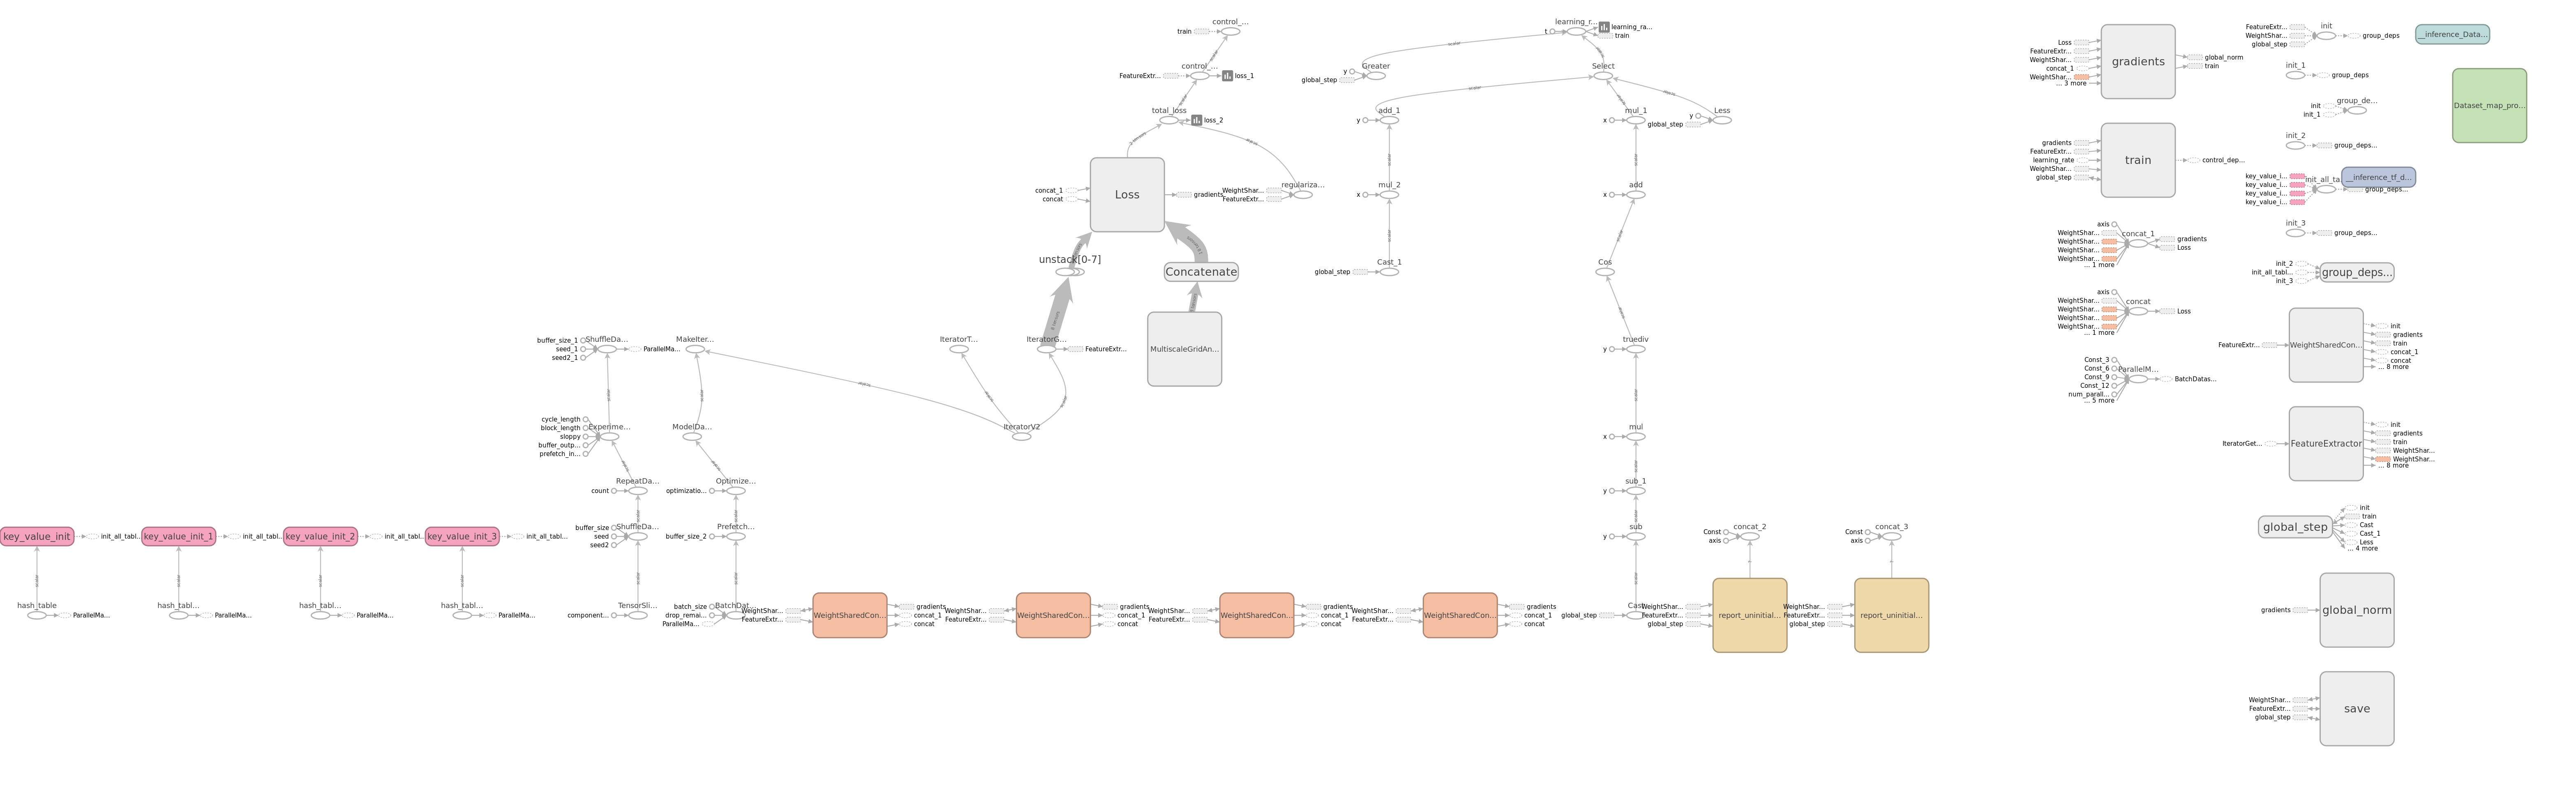 control_...
train
control_...
FeatureExtr...
loss_1
total_loss
loss_2
Loss
concat_1
concat
gradients
WeightShar...
FeatureExtr...
regulariza...
unstack[0-7]
Concatenate
MultiscaleGridAn...
IteratorT...
IteratorG...
FeatureExtr...
IteratorV2
buffer_size_1
seed_1
seed2_1
ShuffleDa...
ParallelMa...
MakeIter...
cycle_length
block_length
sloppy
buffer_outp...
prefetch_in...
Experime...
ModelDa...
RepeatDa...
count
Optimize...
optimizatio...
buffer_size
seed
seed2
ShuffleDa...
Prefetch...
buffer_size_2
TensorSli...
component...
batch_size
drop_remai...
ParallelMa...
BatchDat...
key_value_init
init_all_tabl...
key_value_init_1
init_all_tabl...
key_value_init_2
init_all_tabl...
key_value_init_3
init_all_tabl...
hash_table
ParallelMa...
hash_tabl...
ParallelMa...
hash_tabl...
ParallelMa...
hash_tabl...
ParallelMa...
WeightShar...
FeatureExtr...
WeightSharedCon...
gradients
concat_1
concat
WeightShar...
FeatureExtr...
WeightSharedCon...
gradients
concat_1
concat
WeightShar...
FeatureExtr...
WeightSharedCon...
gradients
concat_1
concat
WeightShar...
FeatureExtr...
WeightSharedCon...
gradients
concat_1
concat
learning_r...
t
learning_ra...
train
Greater
y
global_step
Select
add_1
y
mul_1
x
Less
y
global_step
mul_2
x
add
x
Cast_1
global_step
Cos
truediv
y
mul
x
sub_1
y
sub
y
Cast
global_step
concat_2
Const
axis
concat_3
Const
axis
WeightShar...
FeatureExtr...
global_step
report_uninitial...
WeightShar...
FeatureExtr...
global_step
report_uninitial...
gradients
Loss
FeatureExtr...
WeightShar...
concat_1
WeightShar...
... 3 more
global_norm
train
train
gradients
FeatureExtr...
learning_rate
WeightShar...
global_step
control_dep...
concat_1
axis
WeightShar...
WeightShar...
WeightShar...
WeightShar...
... 1 more
gradients
Loss
concat
axis
WeightShar...
WeightShar...
WeightShar...
WeightShar...
... 1 more
Loss
ParallelM...
Const_3
Const_6
Const_9
Const_12
num_parall...
... 5 more
BatchDatas...
init
FeatureExtr...
WeightShar...
global_step
group_deps
init_1
group_deps
group_de...
init
init_1
init_2
group_deps...
key_value_i...
key_value_i...
key_value_i...
key_value_i...
init_all_ta
group_deps...
init_3
group_deps...
init_2
init_all_tabl...
init_3
group_deps...
WeightSharedCon...
FeatureExtr...
init
gradients
train
concat_1
concat
... 8 more
FeatureExtractor
IteratorGet...
init
gradients
train
WeightShar...
WeightShar...
... 8 more
global_step
init
train
Cast
Cast_1
Less
... 4 more
global_norm
gradients
save
WeightShar...
FeatureExtr...
global_step
__inference_Data...
Dataset_map_pro...
__inference_tf_d...